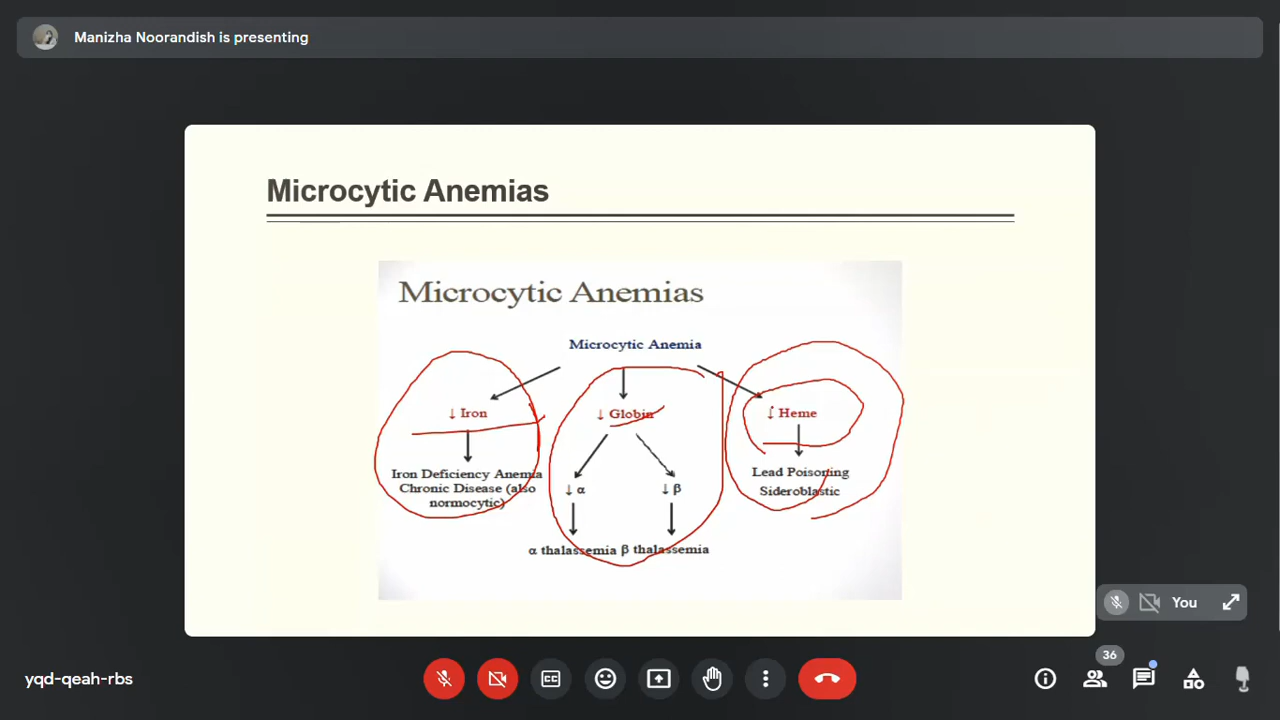 Manizha Noorandish is presenting
Microcytic Anemias
Microcytic Anemias
Microcytic Anemia
↓ Iron
↓ Globin
↓ Heme
Iron Deficiency Anemia
Chronic Disease (also
normocytic)
↓ α
↓ β
Lead Poisoning
Sideroblastic
α thalassemia β thalassemia
You
36
yqd-qeah-rbs
CC